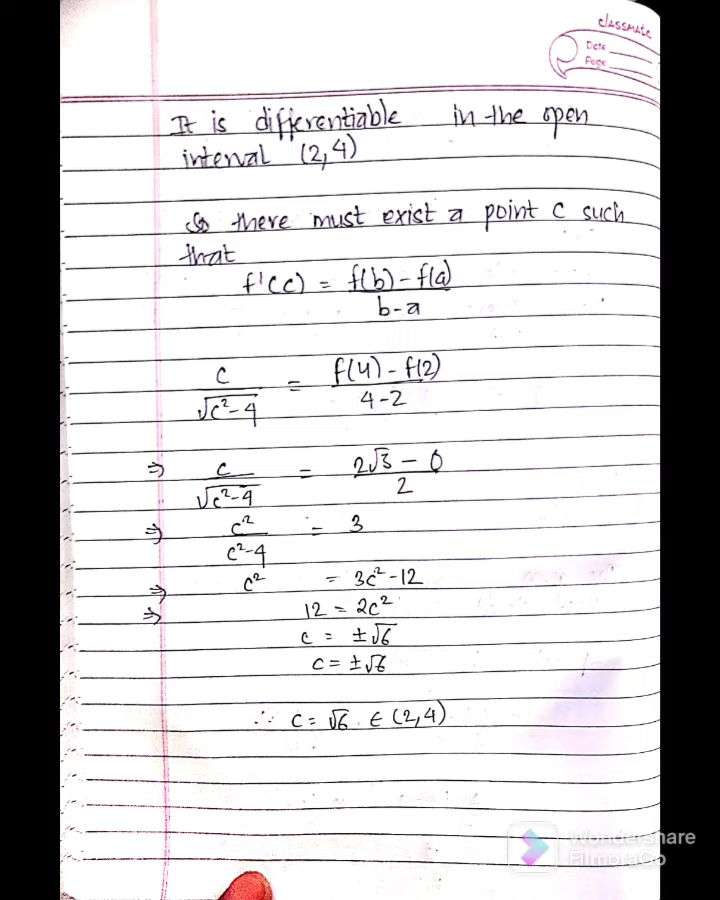 classmate
Date
Page
It is differentiable in the open
interval (2,4)
So there must exist a point C such
that
f'(c) = f(b) - f(a) / b-a
c / √c²-4 = f(4) - f(2) / 4-2
⇒ c / √c²-4 = 2√3 - 0 / 2
⇒ c² / c²-4 = 3
⇒ c² = 3c² -12
⇒ 12 = 2c²
c = ±√6
c = ±√6
∴ c = √6 ∈ (2,4)
Wondershare
FilmoraGo